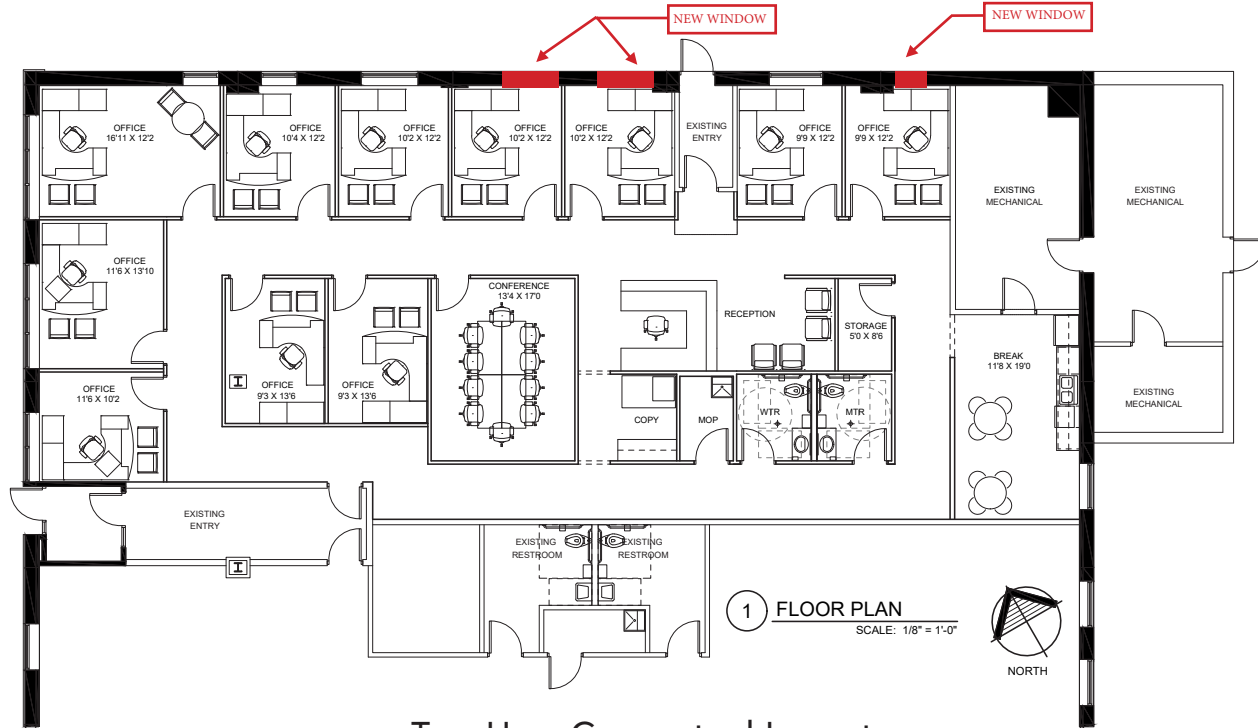 NEW WINDOW
NEW WINDOW
OFFICE
16'11 X 12'2
OFFICE
10'4 X 12'2
OFFICE
10'2 X 12'2
OFFICE
10'2 X 12'2
OFFICE
10'2 X 12'2
EXISTING
ENTRY
OFFICE
9'9 X 12'2
OFFICE
9'9 X 12'2
EXISTING
MECHANICAL
EXISTING
MECHANICAL
OFFICE
11'6 X 13'10
CONFERENCE
13'4 X 17'0
RECEPTION
STORAGE
5'0 X 8'6
BREAK
11'8 X 19'0
OFFICE
9'3 X 13'6
OFFICE
9'3 X 13'6
OFFICE
11'6 X 10'2
COPY
MOP
WTR
MTR
EXISTING
MECHANICAL
EXISTING
ENTRY
EXISTING
RESTROOM
EXISTING
RESTROOM
1
FLOOR PLAN
SCALE: 1/8" = 1'-0"
NORTH